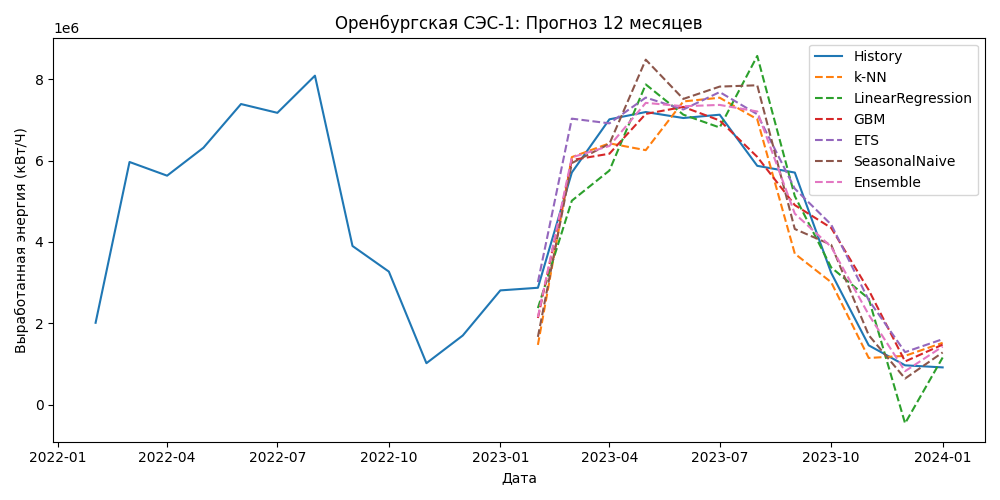 Оренбургская СЭС-1: Прогноз 12 месяцев
1e6
Выработанная энергия (кВт/Ч)
8
6
4
2
0
History
k-NN
LinearRegression
GBM
ETS
SeasonalNaive
Ensemble
2022-01 2022-04 2022-07 2022-10 2023-01 2023-04 2023-07 2023-10 2024-01
Дата